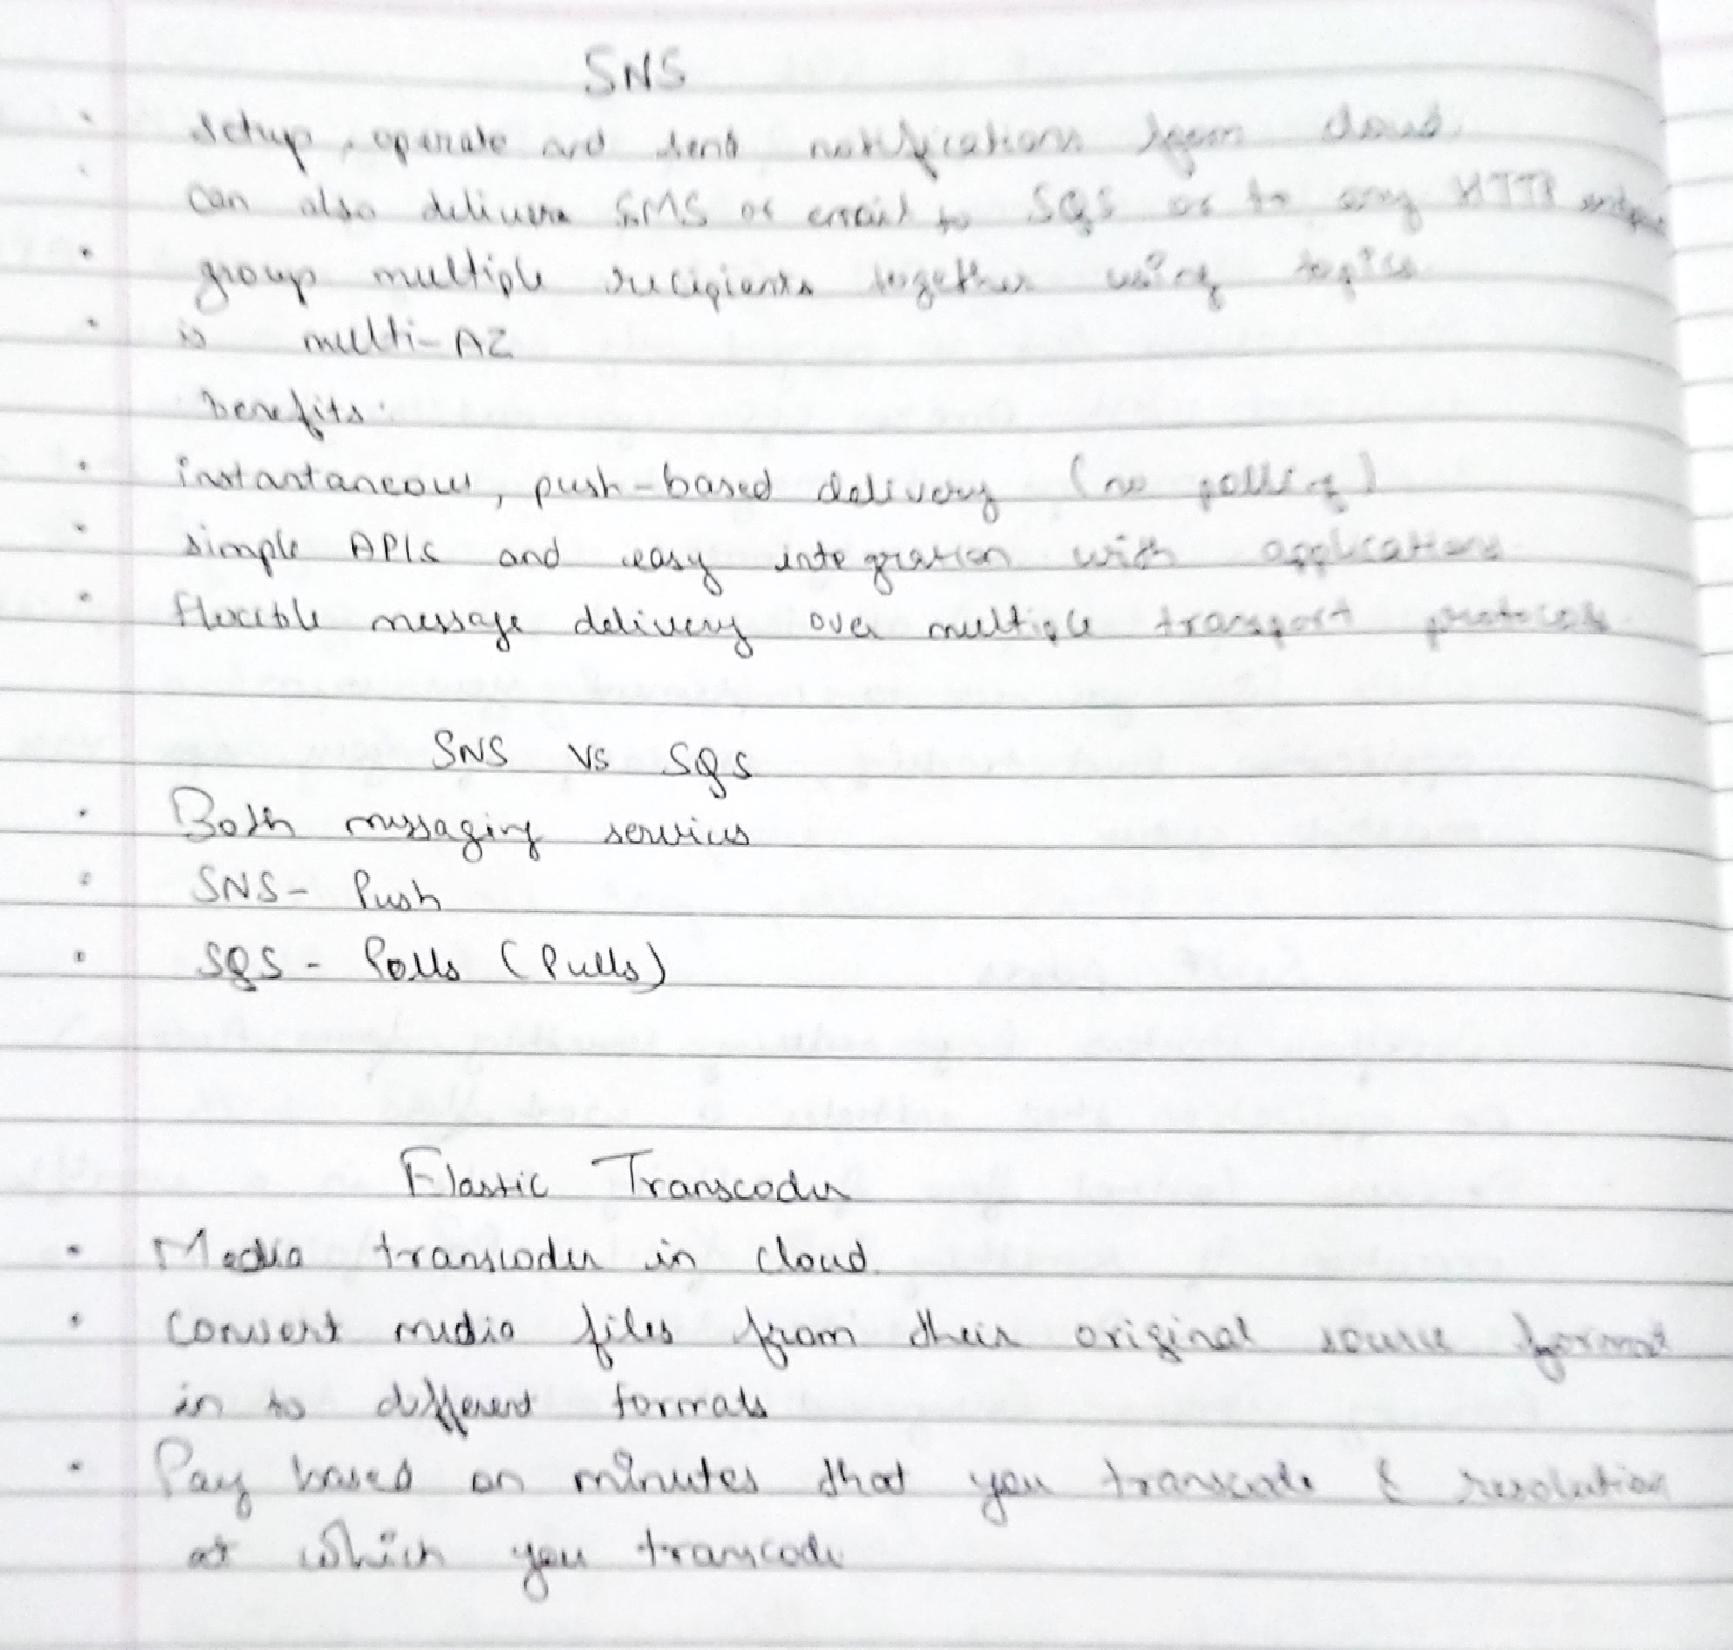 SNS
• setup, operate and send notifications from cloud
• can also deliver SMS or email to SQS or to any HTTP endpoint
• group multiple recipients together using topics
• is multi-AZ
benefits:
• instantaneous, push-based delivery (no polling)
• simple APIs and easy integration with applications
• flexible message delivery over multiple transport protocols
SNS vs SQS
• Both messaging services
• SNS - Push
• SQS - Polls (Pulls)
Elastic Transcoder
• Media transcoder in cloud.
• Convert media files from their original source format
in to different formats
• Pay based on minutes that you transcode & resolution
at which you transcode